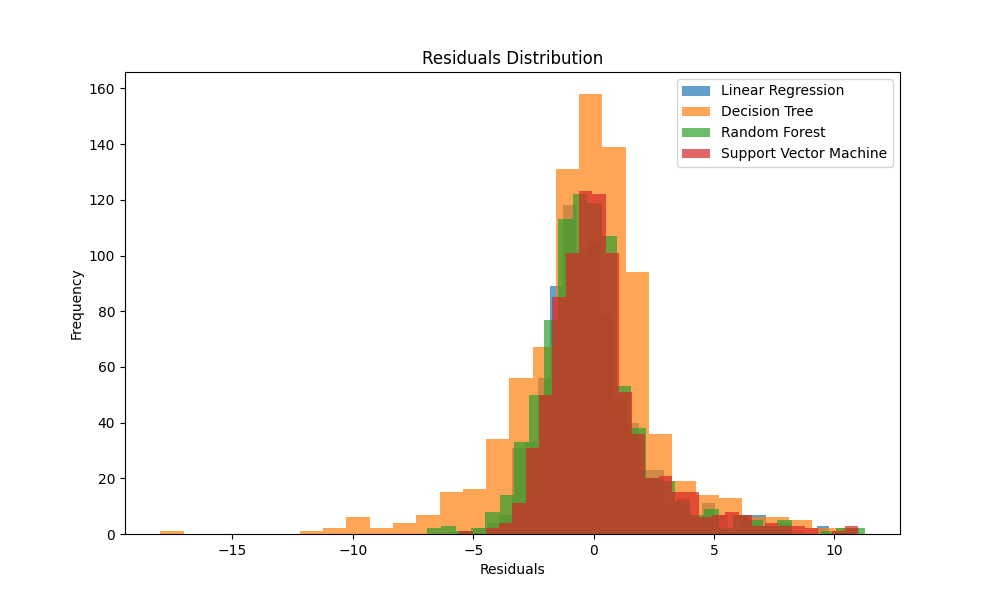 Residuals Distribution
Linear Regression
Decision Tree
Random Forest
Support Vector Machine
Frequency
160
140
120
100
80
60
40
20
0
−15
−10
−5
0
5
10
Residuals